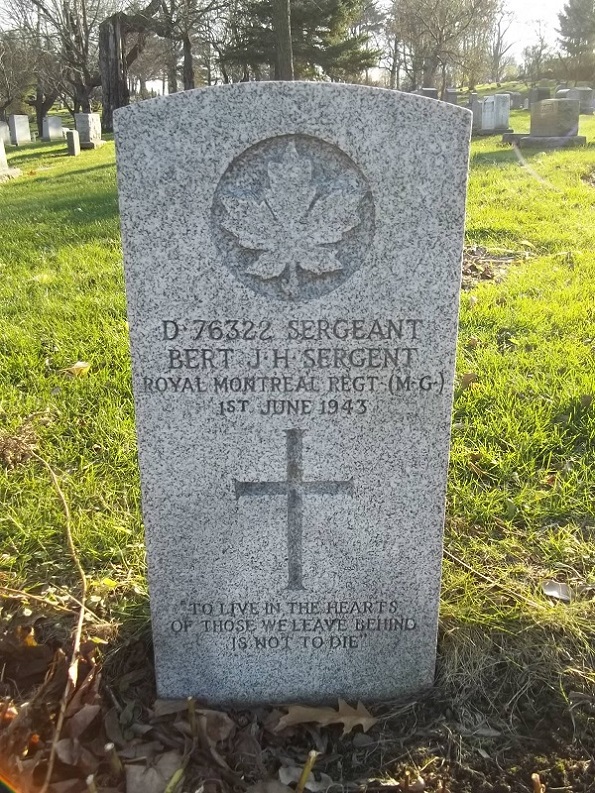 D·76322 SERGEANT
BERT J·H·SERGENT
ROYAL MONTREAL REGT·(M·G·)
1ST JUNE 1943
"TO LIVE IN THE HEARTS
OF THOSE WE LEAVE BEHIND
IS NOT TO DIE"